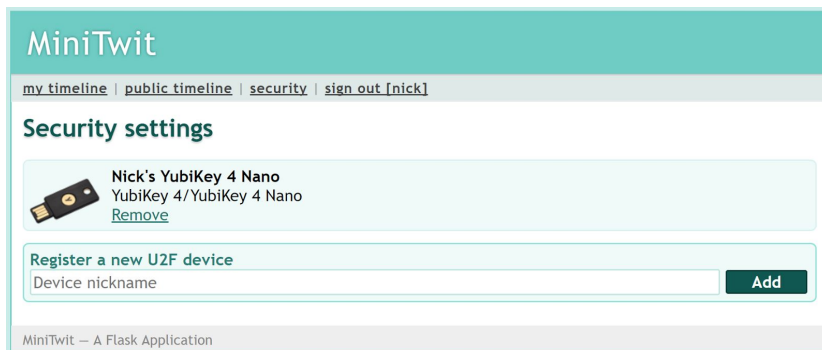 MiniTwit
my timeline | public timeline | security | sign out [nick]
Security settings
Nick's YubiKey 4 Nano
YubiKey 4/YubiKey 4 Nano
Remove
Register a new U2F device
Device nickname
Add
MiniTwit — A Flask Application